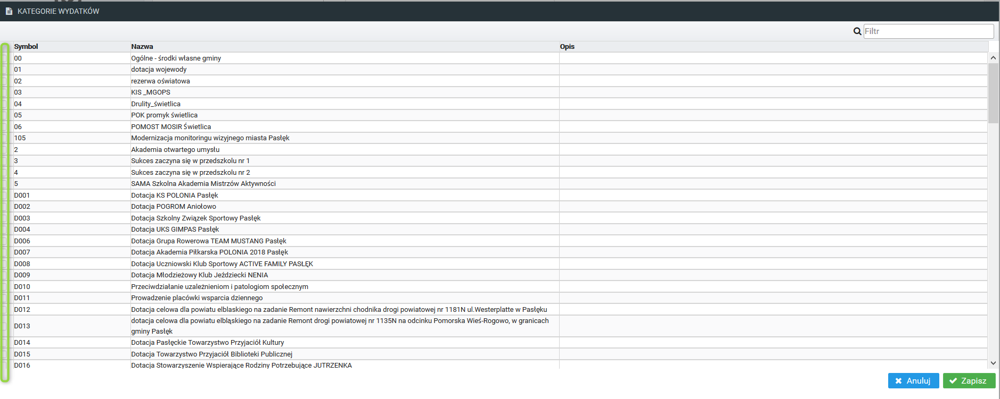 KATEGORIE WYDATKÓW
Filtr
Symbol Nazwa Opis
00 Ogólne - środki własne gminy
01 dotacja wojewody
02 rezerwa oświatowa
03 KIS _MGOPS
04 Drulity_świetlica
05 POK promyk świetlica
06 POMOST MOSIR Świetlica
105 Modernizacja monitoringu wizyjnego miasta Pasłęk
2 Akademia otwartego umysłu
3 Sukces zaczyna się w przedszkolu nr 1
4 Sukces zaczyna się w przedszkolu nr 2
5 SAMA Szkolna Akademia Mistrzów Aktywności
D001 Dotacja KS POLONIA Pasłęk
D002 Dotacja POGROM Aniołowo
D003 Dotacja Szkolny Związek Sportowy Pasłęk
D004 Dotacja UKS GIMPAS Pasłęk
D006 Dotacja Grupa Rowerowa TEAM MUSTANG Pasłęk
D007 Dotacja Akademia Piłkarska POLONIA 2018 Pasłęk
D008 Dotacja Uczniowski Klub Sportowy ACTIVE FAMILY PASŁĘK
D009 Dotacja Młodzieżowy Klub Jeździecki NENIA
D010 Przeciwdziałanie uzależnieniom i patologiom społecznym
D011 Prowadzenie placówki wsparcia dziennego
D012 Dotacja celowa dla powiatu elblaskiego na zadanie Remont nawierzchni chodnika drogi powiatowej nr 1181N ul.Westerplatte w Pasłęku
D013 dotacja celowa dla powiatu elbląskiego na zadanie Remont drogi powiatowej nr 1135N na odcinku Pomorska Wieś-Rogowo, w granicach
gminy Pasłęk
D014 Dotacja Pasłęckie Towarzystwo Przyjaciół Kultury
D015 Dotacja Towarzystwo Przyjaciół Biblioteki Publicznej
D016 Dotacja Stowarzyszenie Wspierające Rodziny Potrzebujące JUTRZENKA
Anuluj Zapisz